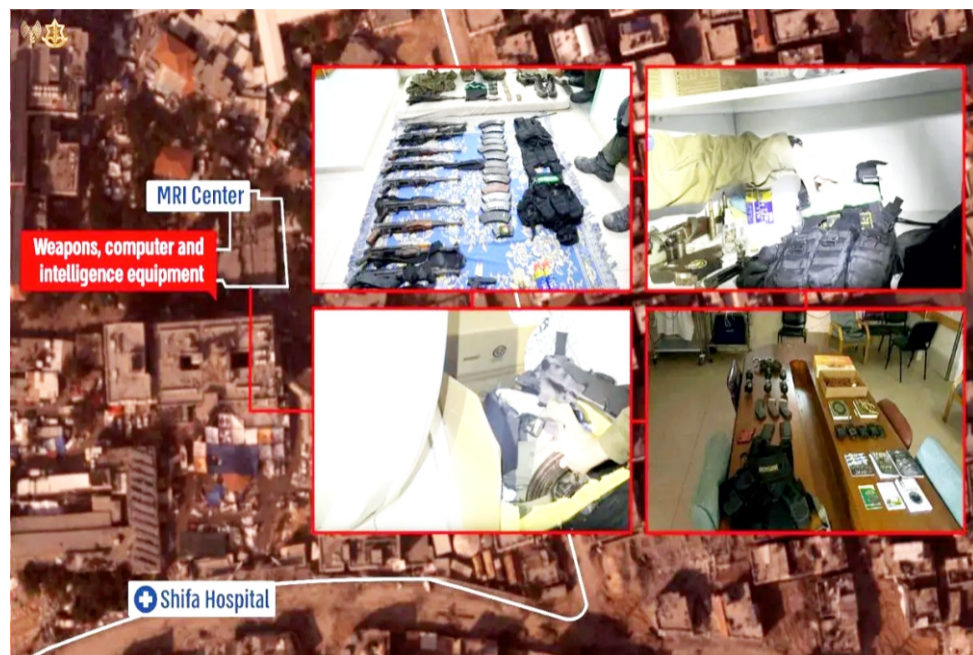 MRI Center
Weapons, computer and
intelligence equipment
Shifa Hospital